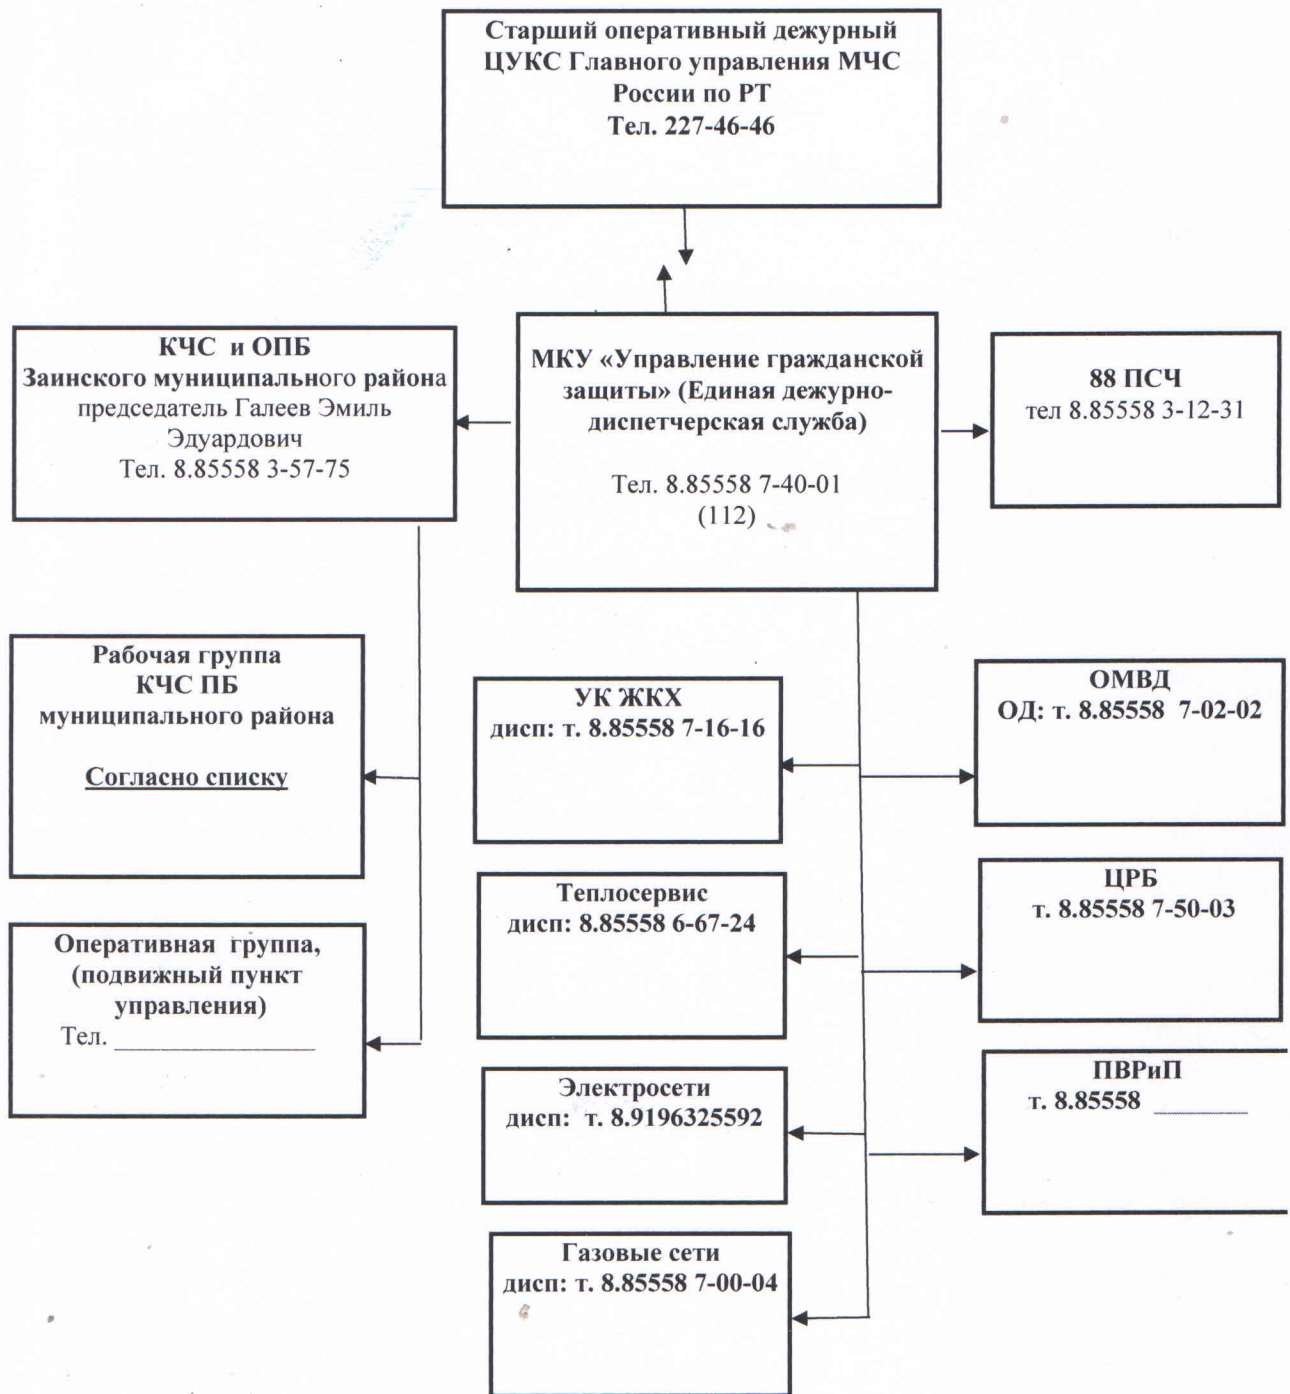 Старший оперативный дежурный
ЦУКС Главного управления МЧС
России по РТ
Тел. 227-46-46
КЧС и ОПБ
Заинского муниципального района
председатель Галеев Эмиль
Эдуардович
Тел. 8.85558 3-57-75
МКУ «Управление гражданской
защиты» (Единая дежурно-
диспетчерская служба)
Тел. 8.85558 7-40-01
(112)
88 ПСЧ
тел 8.85558 3-12-31
Рабочая группа
КЧС ПБ
муниципального района
Согласно списку
Оперативная группа,
(подвижный пункт
управления)
Тел. _______________
УК ЖКХ
дисп: т. 8.85558 7-16-16
Теплосервис
дисп: 8.85558 6-67-24
Электросети
дисп: т. 8.9196325592
Газовые сети
дисп: т. 8.85558 7-00-04
ОМВД
ОД: т. 8.85558 7-02-02
ЦРБ
т. 8.85558 7-50-03
ПВРиП
т. 8.85558 _______